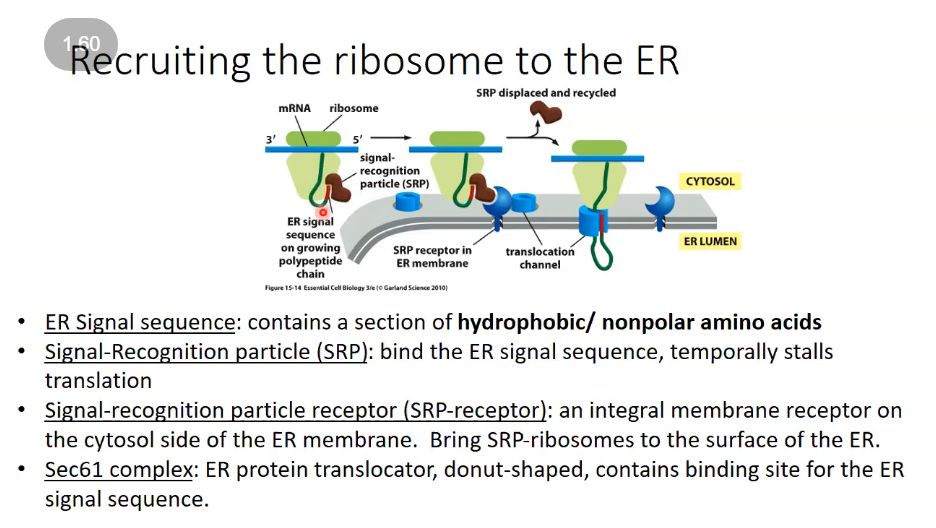 1.60
Recruiting the ribosome to the ER
SRP displaced and recycled
mRNA
ribosome
3′
5′
signal-
recognition
particle (SRP)
CYTOSOL
ER signal
sequence
on growing
polypeptide
chain
SRP receptor in
ER membrane
translocation
channel
ER LUMEN
Figure 15-14 Essential Cell Biology 3/e (© Garland Science 2010)
• ER Signal sequence: contains a section of hydrophobic/ nonpolar amino acids
• Signal-Recognition particle (SRP): bind the ER signal sequence, temporally stalls
translation
• Signal-recognition particle receptor (SRP-receptor): an integral membrane receptor on
the cytosol side of the ER membrane. Bring SRP-ribosomes to the surface of the ER.
• Sec61 complex: ER protein translocator, donut-shaped, contains binding site for the ER
signal sequence.